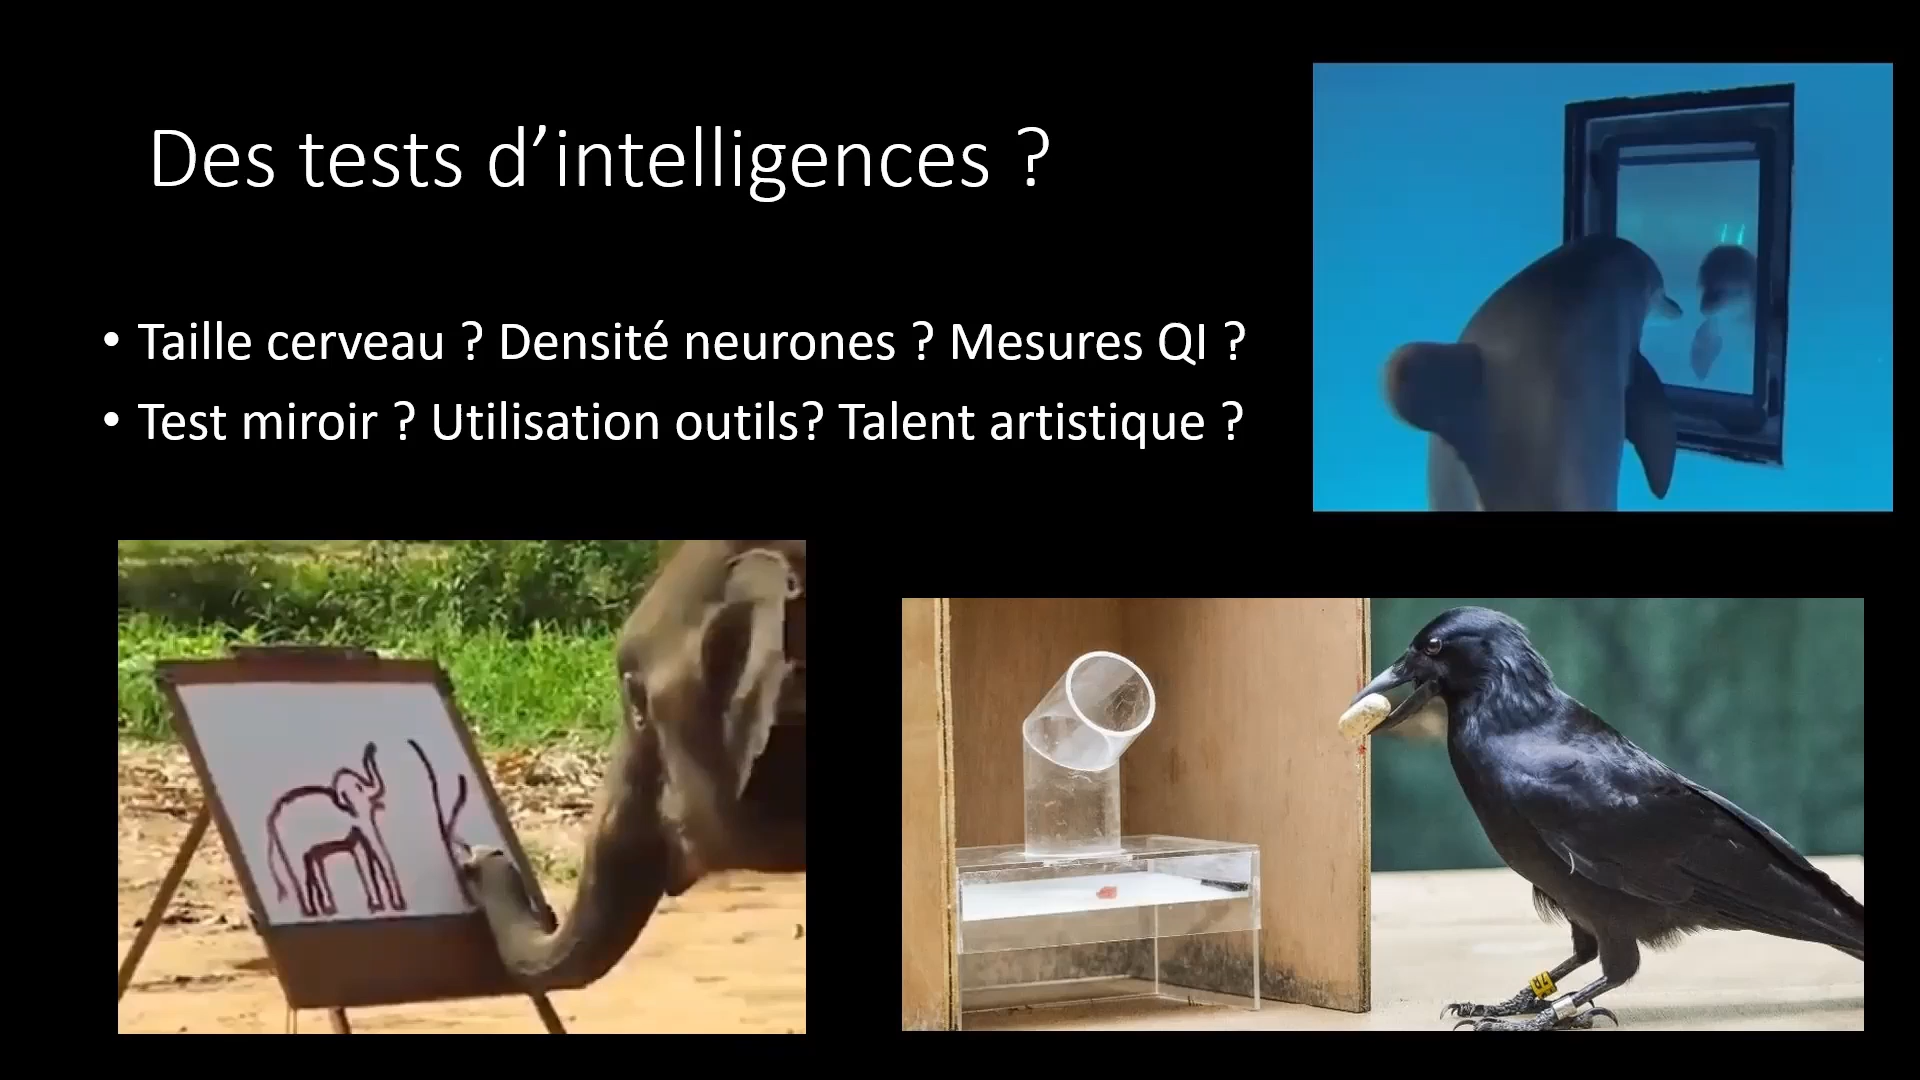 Des tests d’intelligences ?
• Taille cerveau ? Densité neurones ? Mesures QI ?
• Test miroir ? Utilisation outils? Talent artistique ?